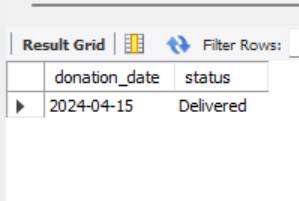 Result Grid Filter Rows:
donation_date status
2024-04-15 Delivered